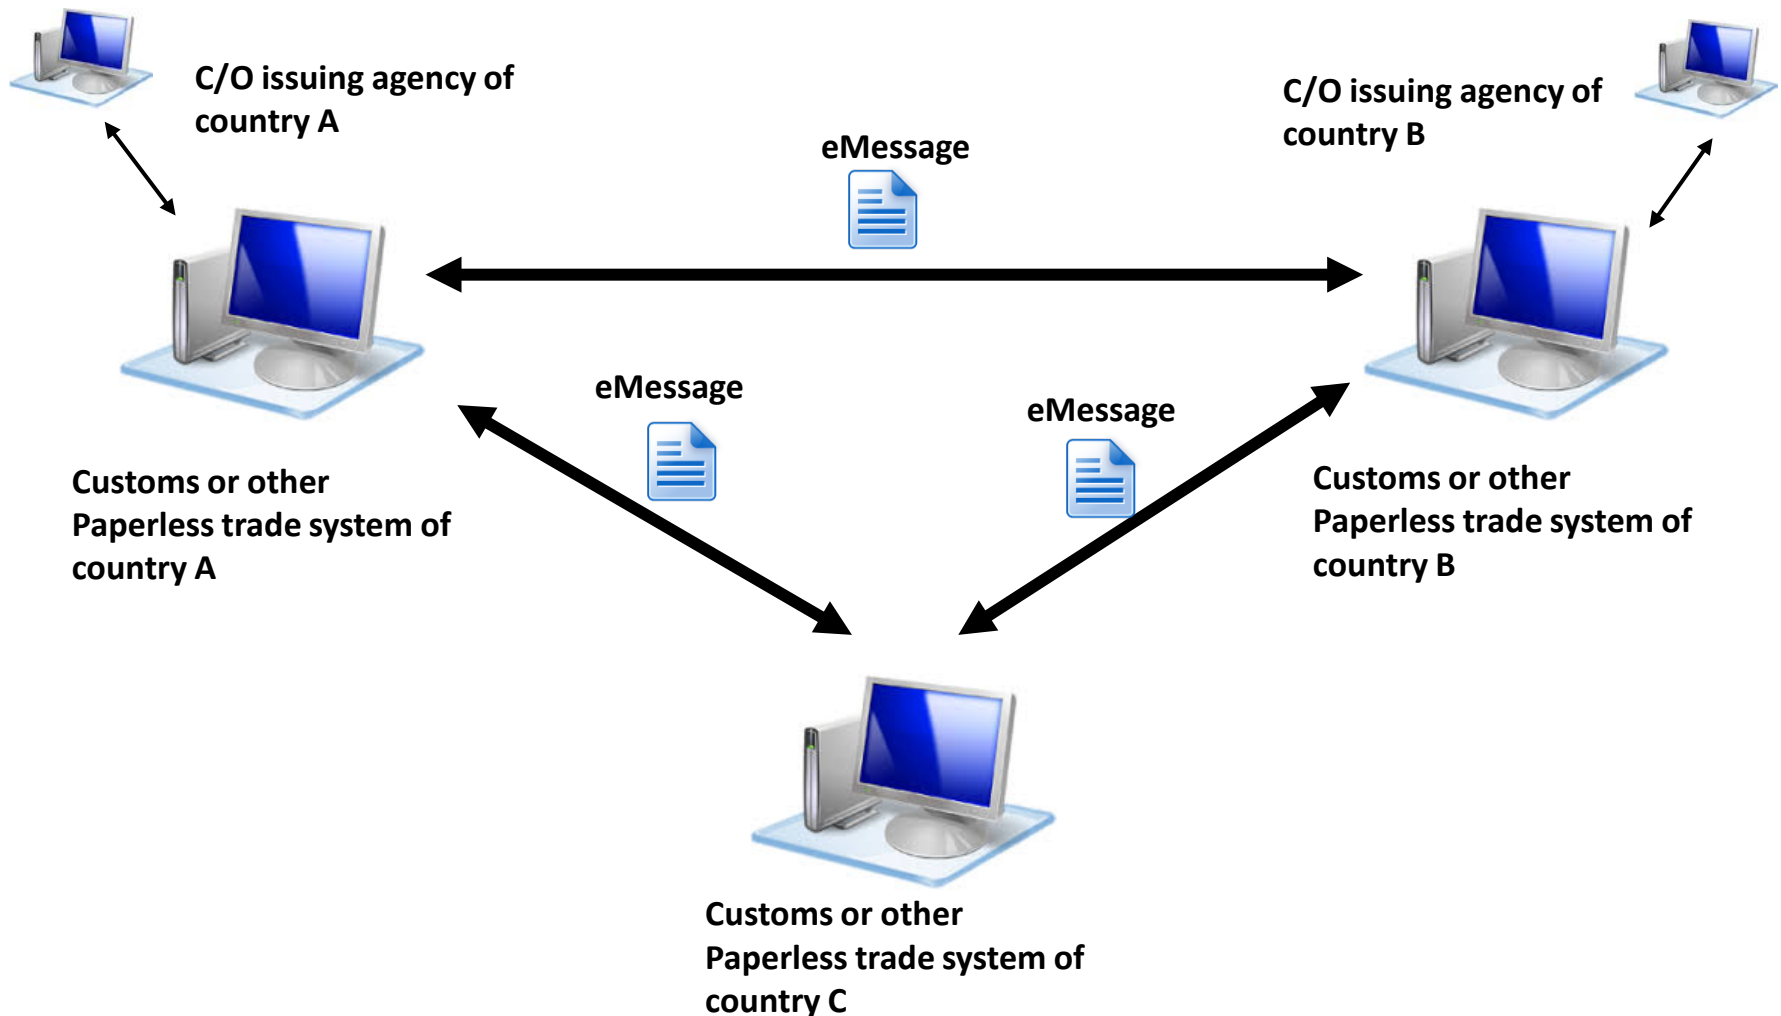 C/O issuing agency of
country A
C/O issuing agency of
country B
eMessage
eMessage
eMessage
Customs or other
Paperless trade system of
country A
Customs or other
Paperless trade system of
country B
Customs or other
Paperless trade system of
country C